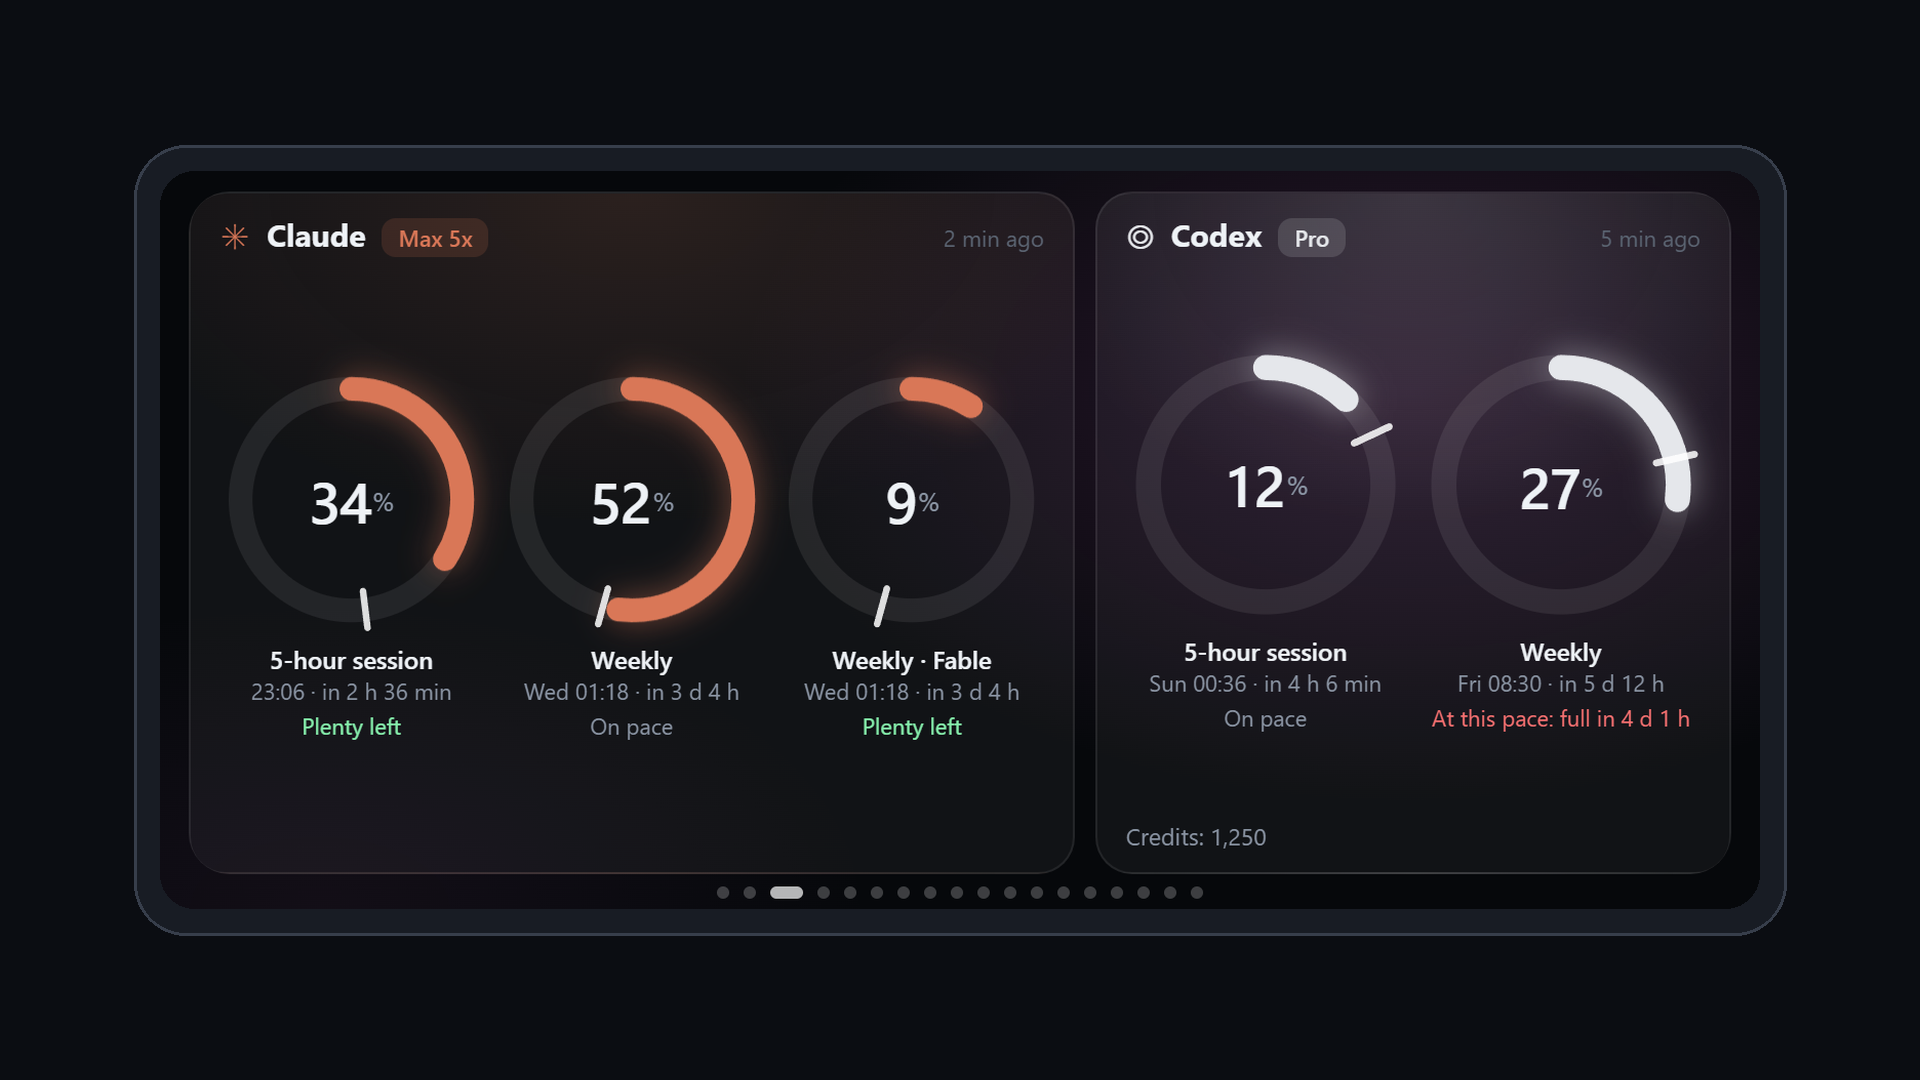 Claude Max 5x 2 min ago
34%
52%
9%
5-hour session
23:06 · in 2 h 36 min
Plenty left
Weekly
Wed 01:18 · in 3 d 4 h
On pace
Weekly · Fable
Wed 01:18 · in 3 d 4 h
Plenty left
Codex Pro 5 min ago
12%
27%
5-hour session
Sun 00:36 · in 4 h 6 min
On pace
Weekly
Fri 08:30 · in 5 d 12 h
At this pace: full in 4 d 1 h
Credits: 1,250